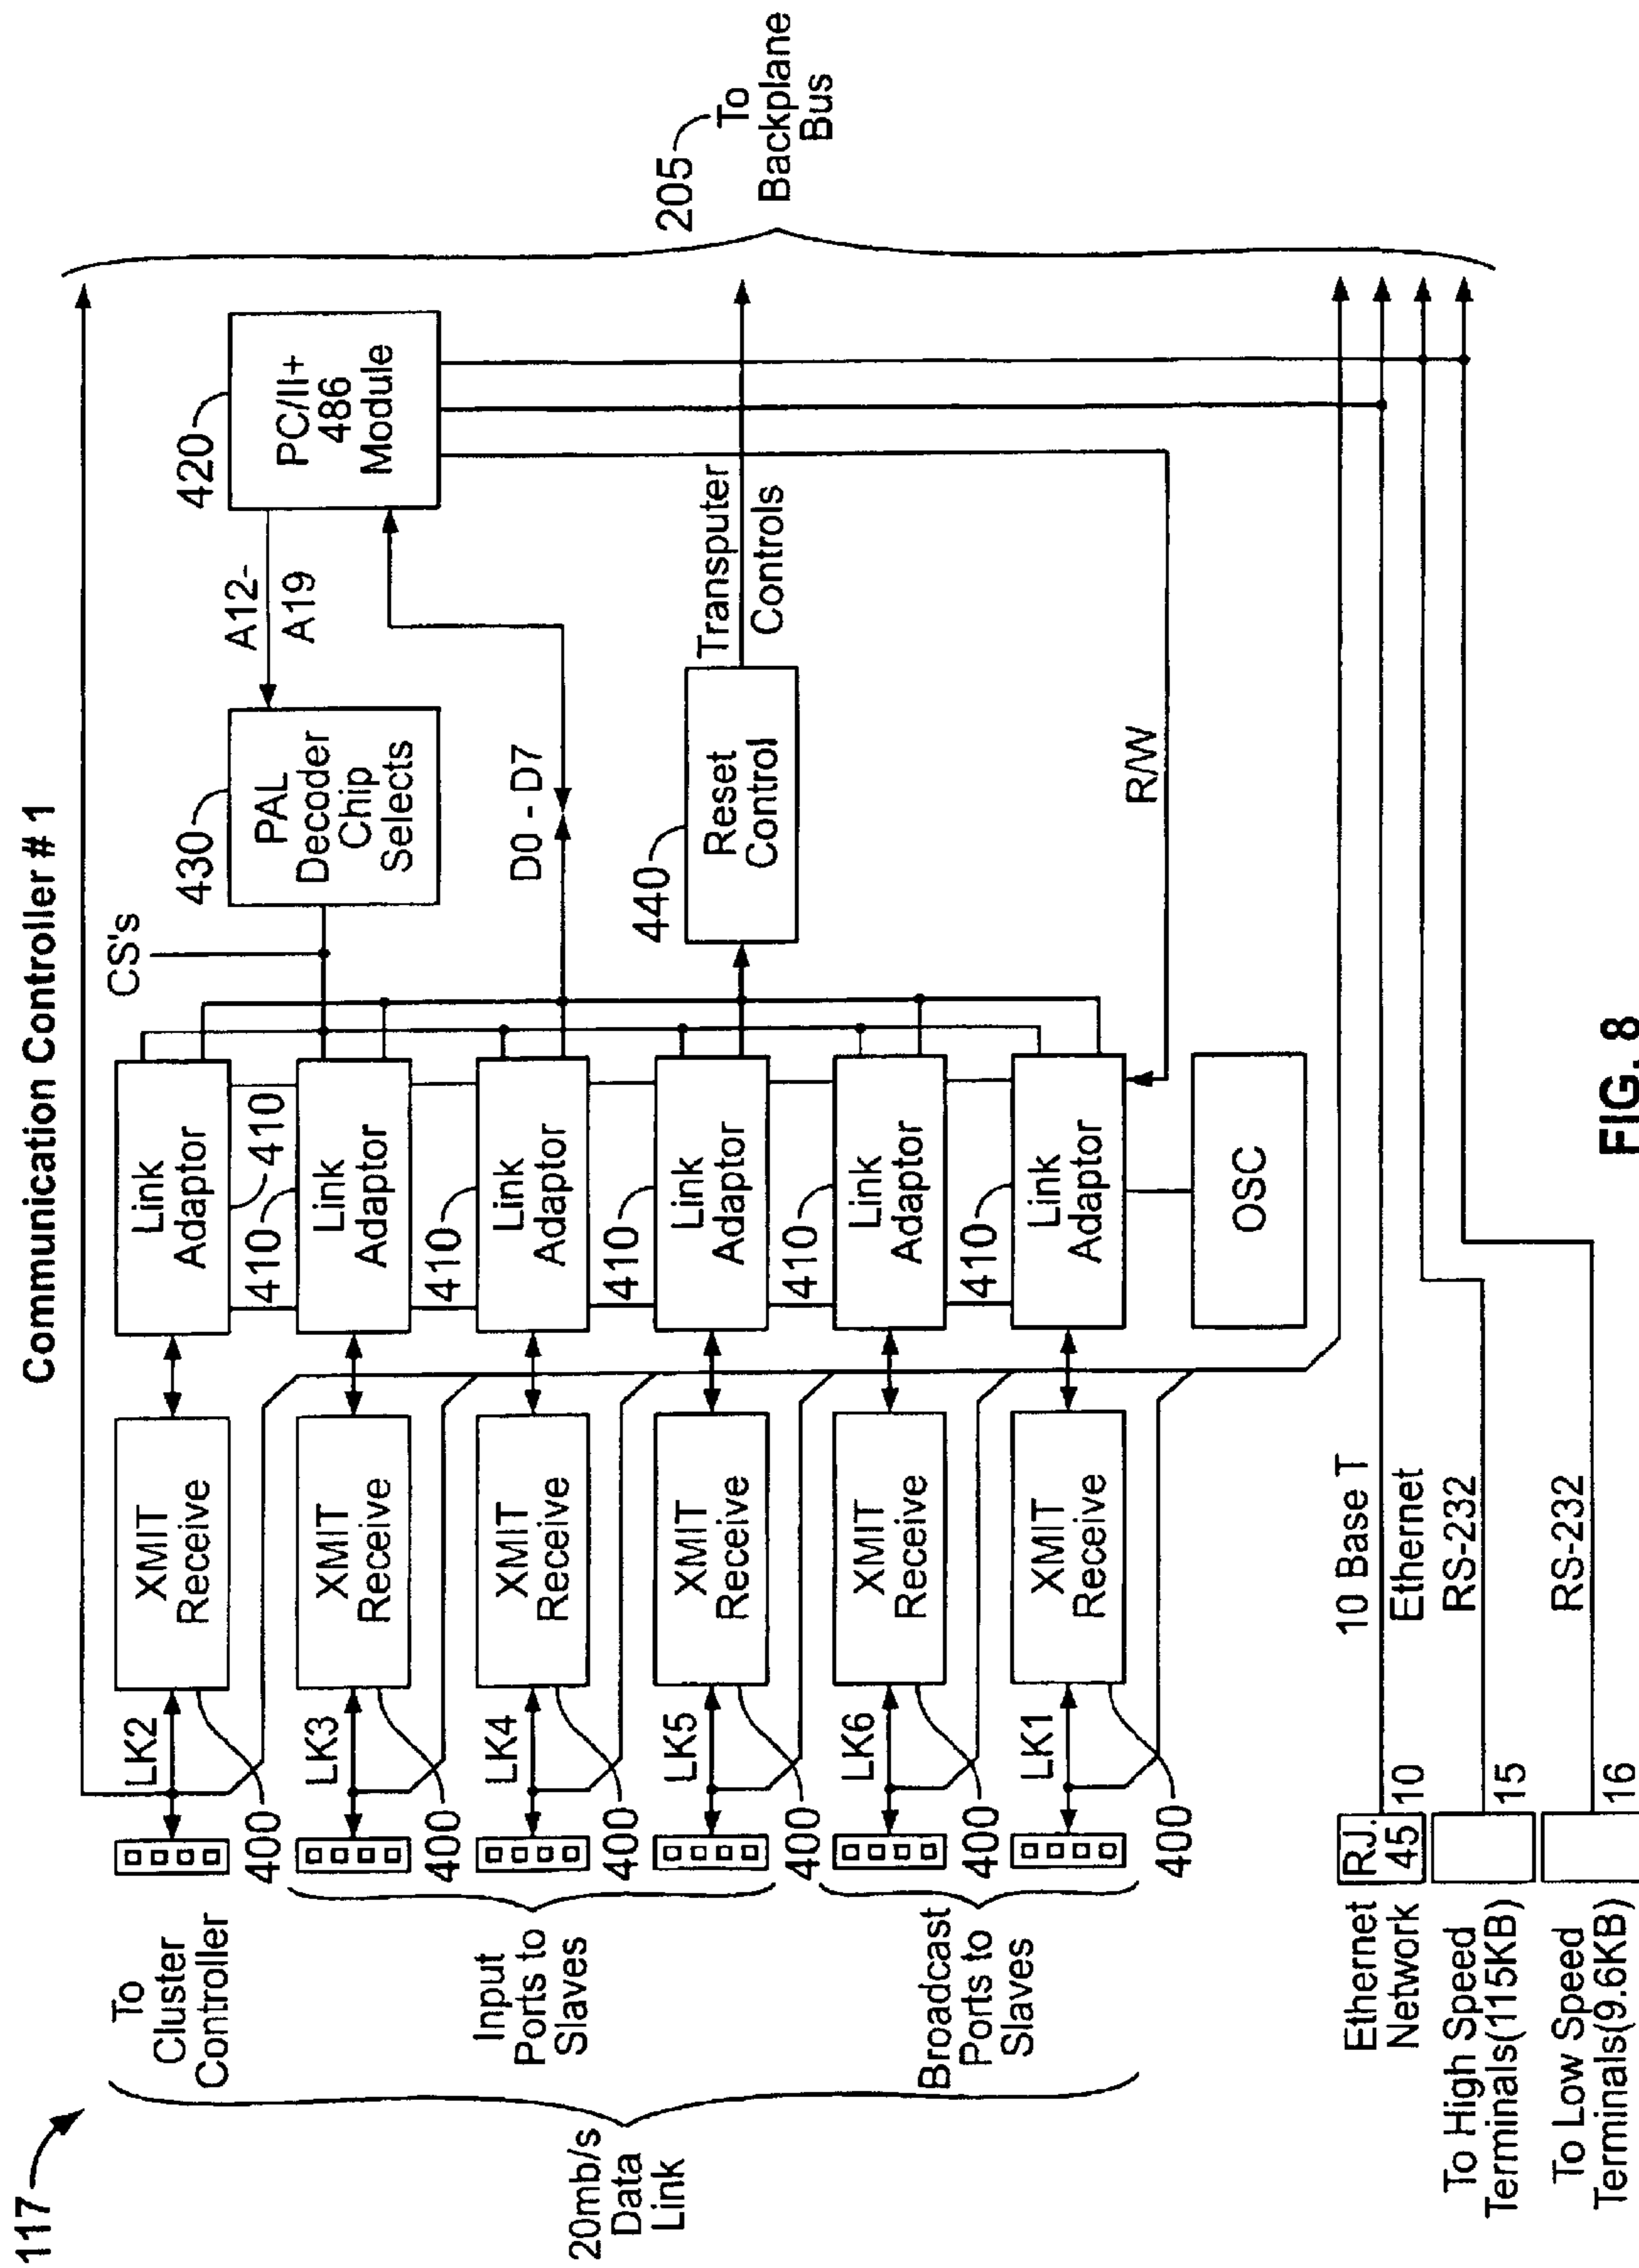 Communication Controller # 1
117
20mb/s
Data
Link
To
Cluster
Controller
Input
Ports to
Slaves
Broadcast
Ports to
Slaves
LK2
LK3
LK4
LK5
LK6
LK1
400
400
400
400
400
400
XMIT
Receive
XMIT
Receive
XMIT
Receive
XMIT
Receive
XMIT
Receive
XMIT
Receive
Link
Adaptor
Link
Adaptor
Link
Adaptor
Link
Adaptor
Link
Adaptor
Link
Adaptor
410
410
410
410
410
410
OSC
CS's
430
PAL
Decoder
Chip
Selects
A12-
A19
420
PC/II+
486
Module
D0 - D7
440
Reset
Control
Transputer
Controls
R/W
205
To
Backplane
Bus
Ethernet
Network
RJ.
45
10
10 Base T
Ethernet
To High Speed
Terminals(115KB)
15
RS-232
To Low Speed
Terminals(9.6KB)
16
RS-232
FIG. 8